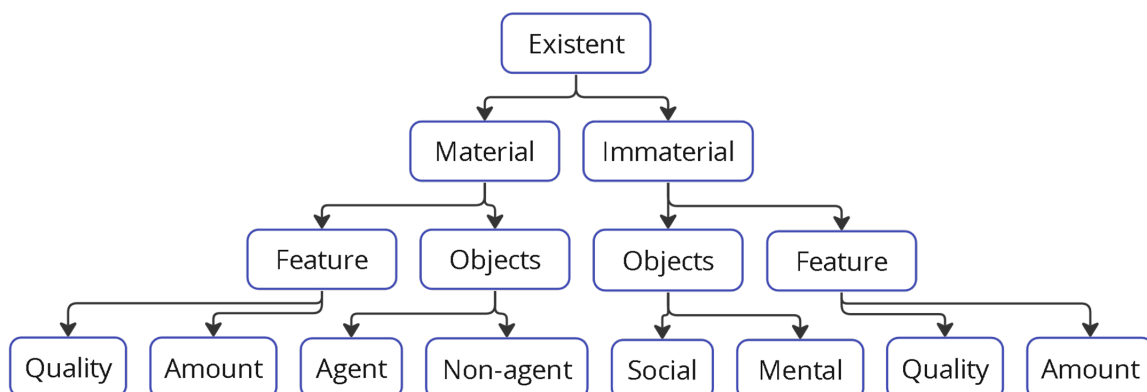 Existent
Material Immaterial
Feature Objects Objects Feature
Quality Amount Agent Non-agent Social Mental Quality Amount